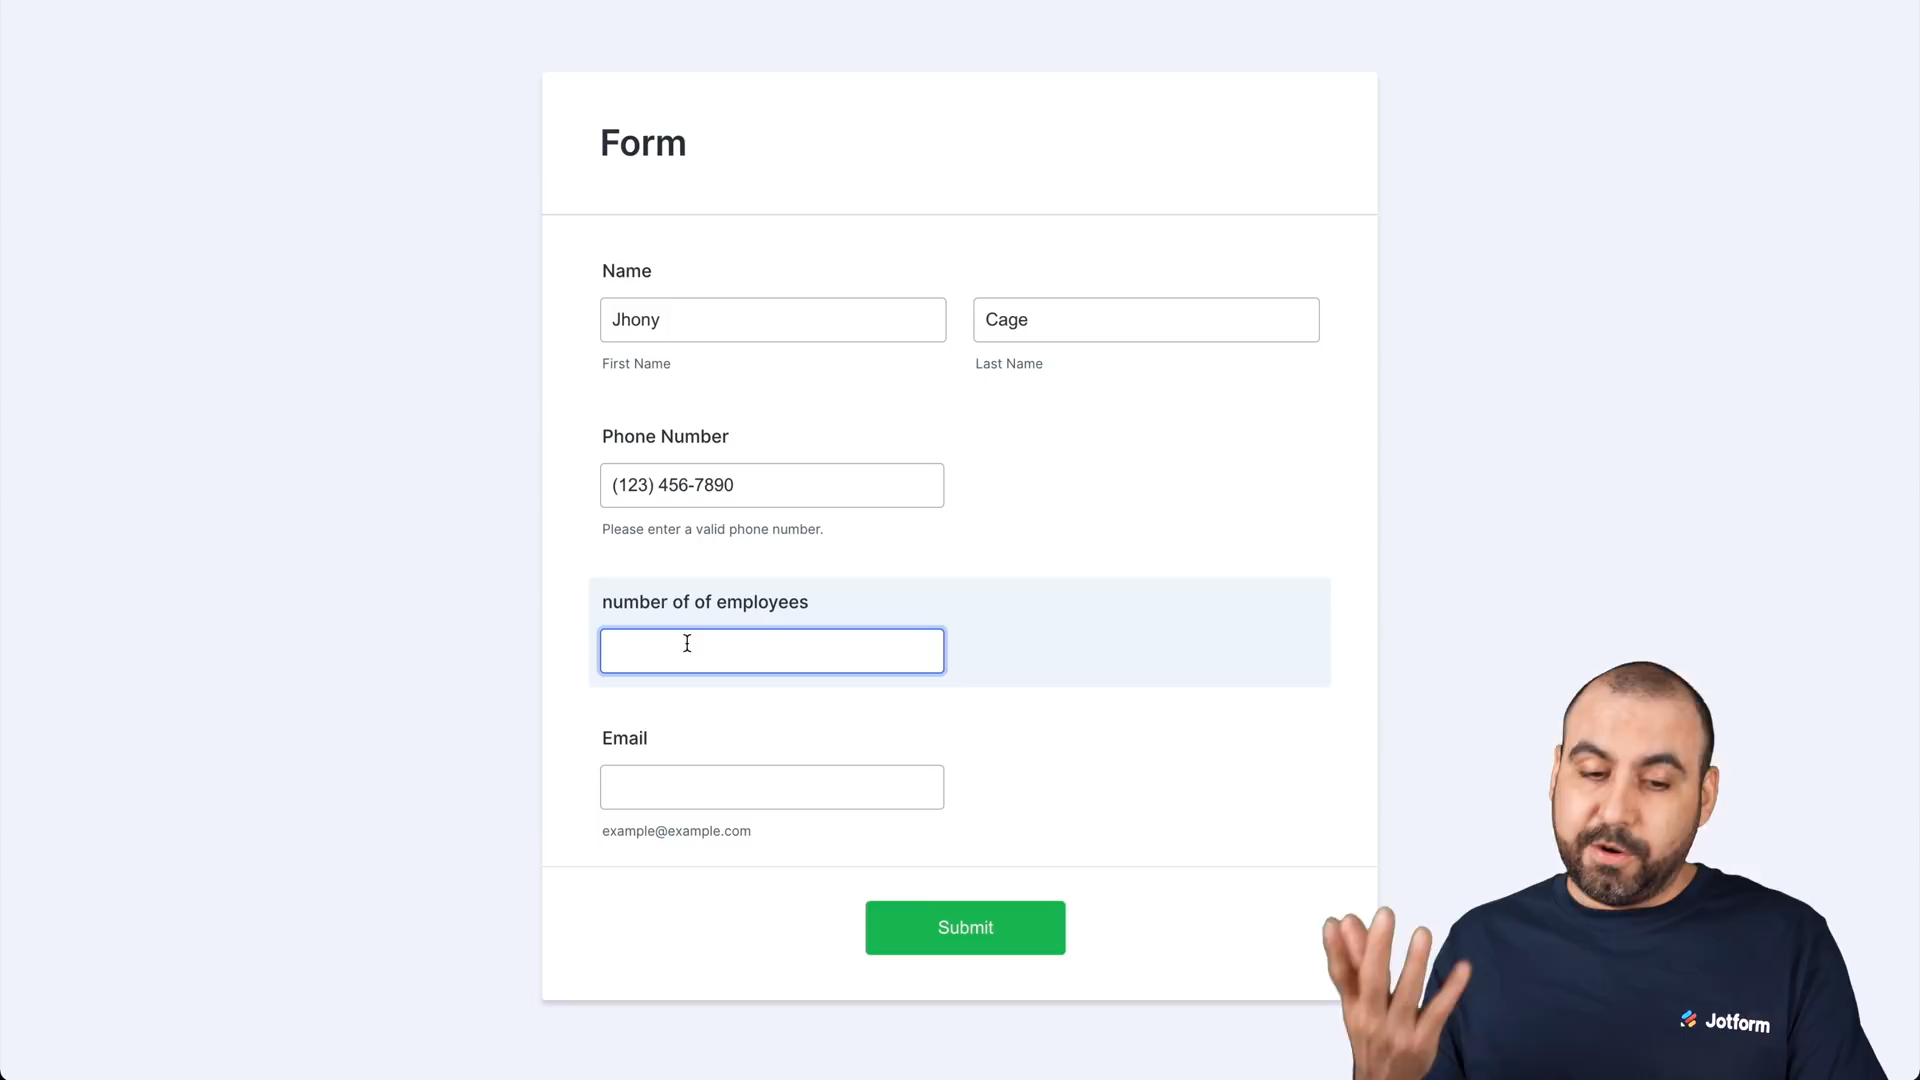 Form
Name
Jhony
Cage
First Name
Last Name
Phone Number
(123) 456-7890
Please enter a valid phone number.
number of of employees
Email
example@example.com
Submit
Jotform